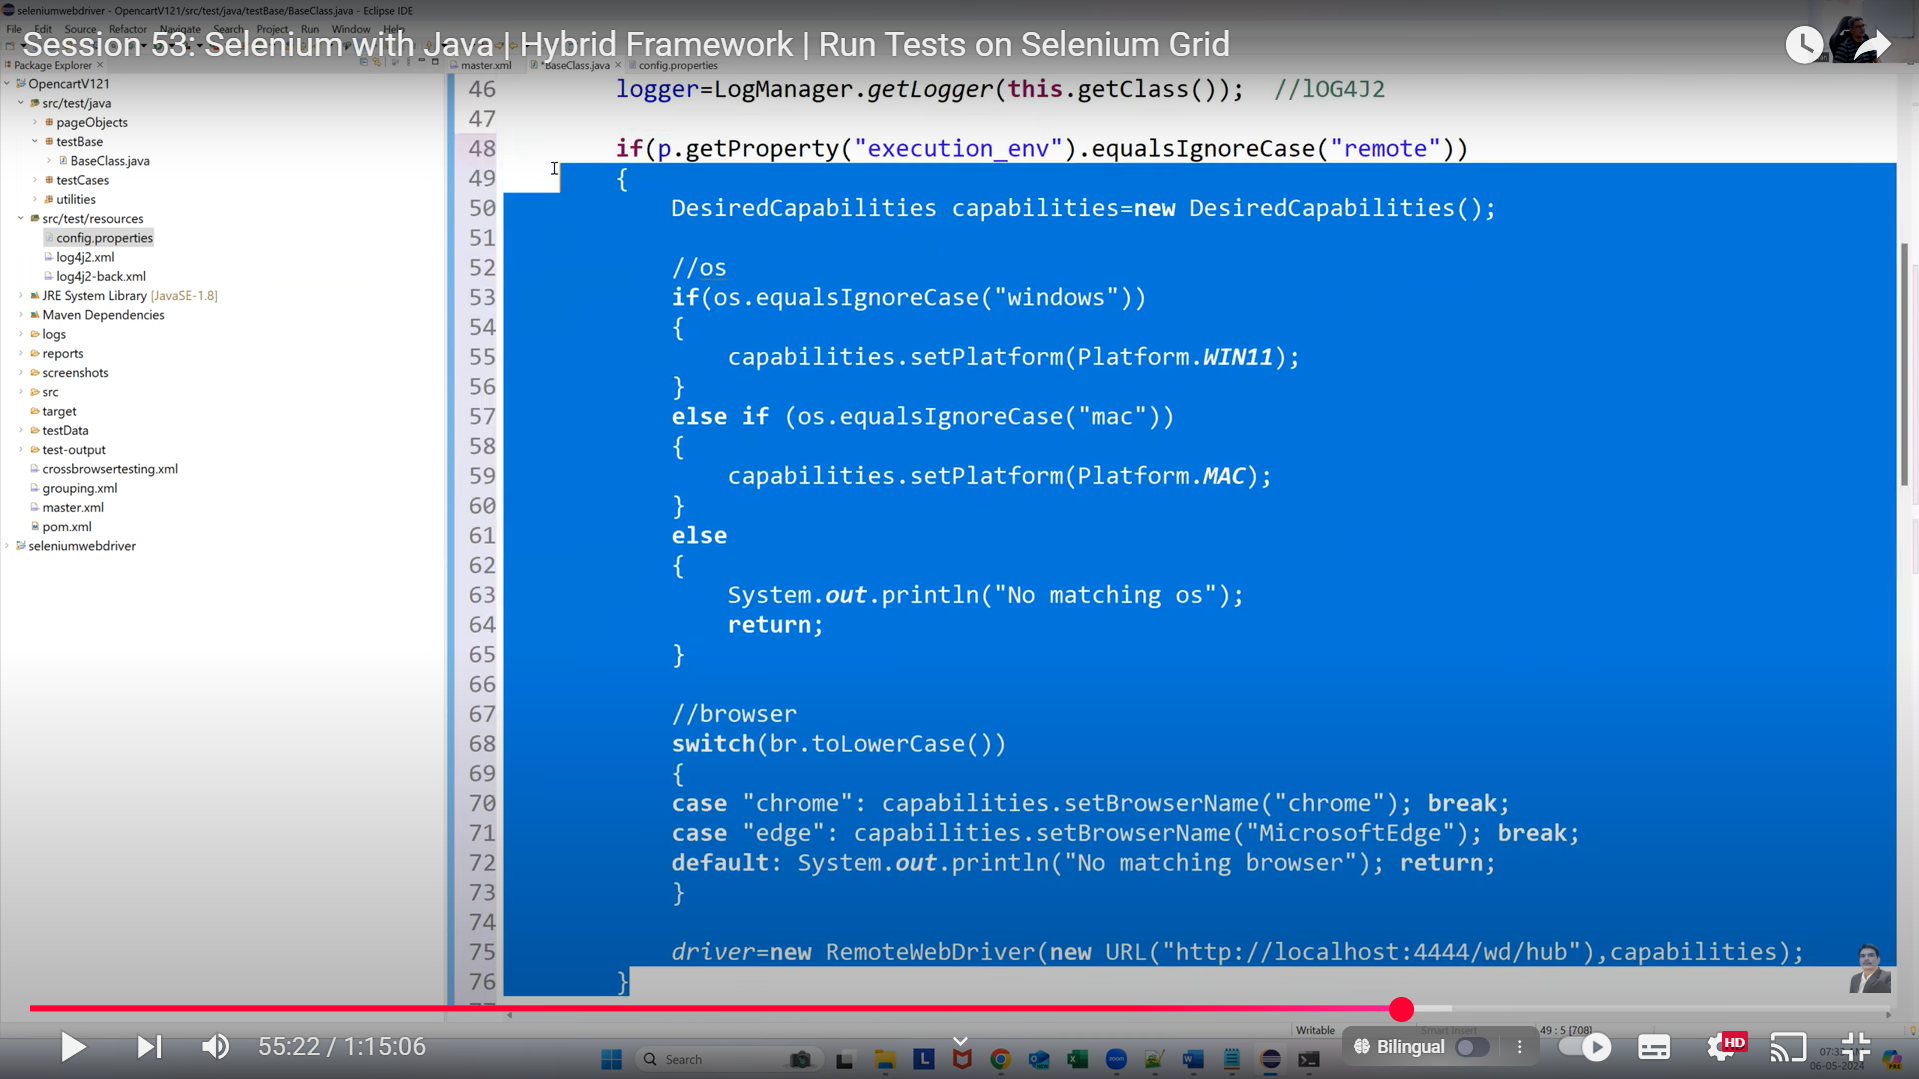 seleniumwebdriver - OpencartV121/src/test/java/testBase/BaseClass.java - Eclipse IDE
File Edit Source Refactor Navigate Search Project Run Window Help
Session 53: Selenium with Java | Hybrid Framework | Run Tests on Selenium Grid
Package Explorer
master.xml
*BaseClass.java
config.properties
OpencartV121
src/test/java
pageObjects
testBase
BaseClass.java
testCases
utilities
src/test/resources
config.properties
log4j2.xml
log4j2-back.xml
JRE System Library [JavaSE-1.8]
Maven Dependencies
logs
reports
screenshots
src
target
testData
test-output
crossbrowsertesting.xml
grouping.xml
master.xml
pom.xml
seleniumwebdriver
46 logger=LogManager.getLogger(this.getClass()); //lOG4J2
47
48 if(p.getProperty("execution_env").equalsIgnoreCase("remote"))
49 {
50 DesiredCapabilities capabilities=new DesiredCapabilities();
51
52 //os
53 if(os.equalsIgnoreCase("windows"))
54 {
55 capabilities.setPlatform(Platform.WIN11);
56 }
57 else if (os.equalsIgnoreCase("mac"))
58 {
59 capabilities.setPlatform(Platform.MAC);
60 }
61 else
62 {
63 System.out.println("No matching os");
64 return;
65 }
66
67 //browser
68 switch(br.toLowerCase())
69 {
70 case "chrome": capabilities.setBrowserName("chrome"); break;
71 case "edge": capabilities.setBrowserName("MicrosoftEdge"); break;
72 default: System.out.println("No matching browser"); return;
73 }
74
75 driver=new RemoteWebDriver(new URL("http://localhost:4444/wd/hub"),capabilities);
76 }
Writable
Smart Insert
49 : 5 [708]
55:22 / 1:15:06
Search
Bilingual
HD
06-05-2024